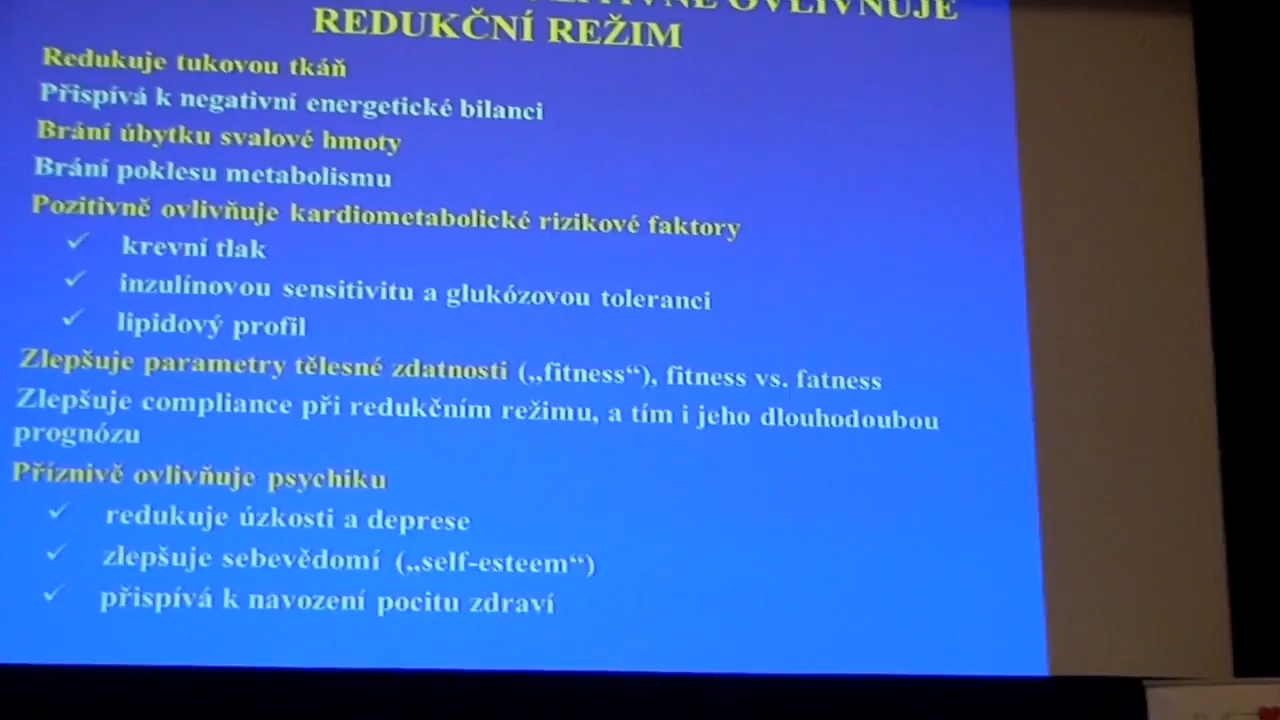 OVLIVŇUJE
REDUKČNÍ REŽIM
Redukuje tukovou tkáň
Přispívá k negativní energetické bilanci
Brání úbytku svalové hmoty
Brání poklesu metabolismu
Pozitivně ovlivňuje kardiometabolické rizikové faktory
✓ krevní tlak
✓ inzulínovou sensitivitu a glukózovou toleranci
✓ lipidový profil
Zlepšuje parametry tělesné zdatnosti („fitness“), fitness vs. fatness
Zlepšuje compliance při redukčním režimu, a tím i jeho dlouhodoubou
prognózu
Příznivě ovlivňuje psychiku
✓ redukuje úzkosti a deprese
✓ zlepšuje sebevědomí („self-esteem“)
✓ přispívá k navození pocitu zdraví